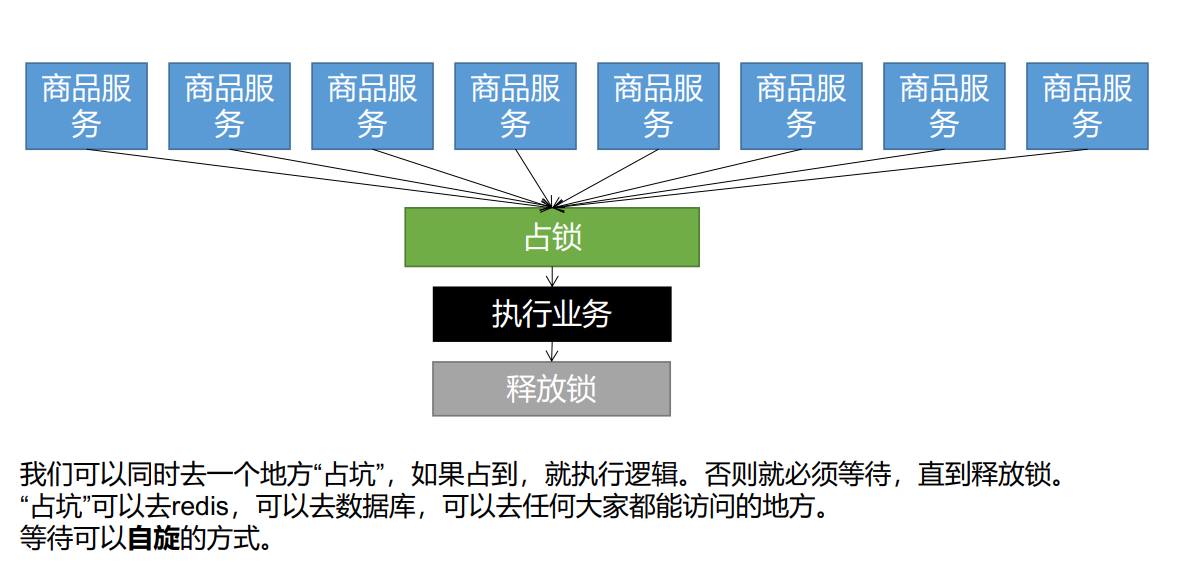 商品服 商品服 商品服 商品服 商品服 商品服 商品服 商品服
务 务 务 务 务 务 务 务
占锁
执行业务
释放锁
我们可以同时去一个地方“占坑”，如果占到，就执行逻辑。否则就必须等待，直到释放锁。
“占坑”可以去redis，可以去数据库，可以去任何大家都能访问的地方。
等待可以自旋的方式。